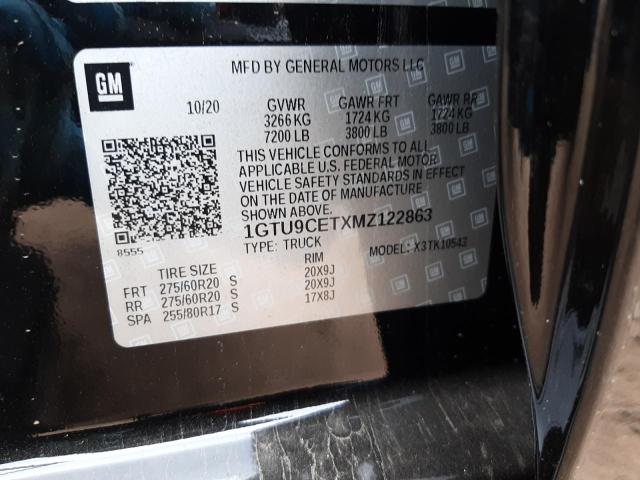 GM
MFD BY GENERAL MOTORS LLC
10/20 GVWR GAWR FRT GAWR RR
3266 KG 1724 KG 1724 KG
7200 LB 3800 LB 3800 LB
THIS VEHICLE CONFORMS TO ALL
APPLICABLE U.S. FEDERAL MOTOR
VEHICLE SAFETY STANDARDS IN EFFECT
ON THE DATE OF MANUFACTURE
SHOWN ABOVE.
1GTU9CETXMZ122863
8555
TYPE: TRUCK MODEL: X3TK10543
TIRE SIZE RIM
FRT 275/60R20 S 20X9J
RR 275/60R20 S 20X9J
SPA 255/80R17 S 17X8J